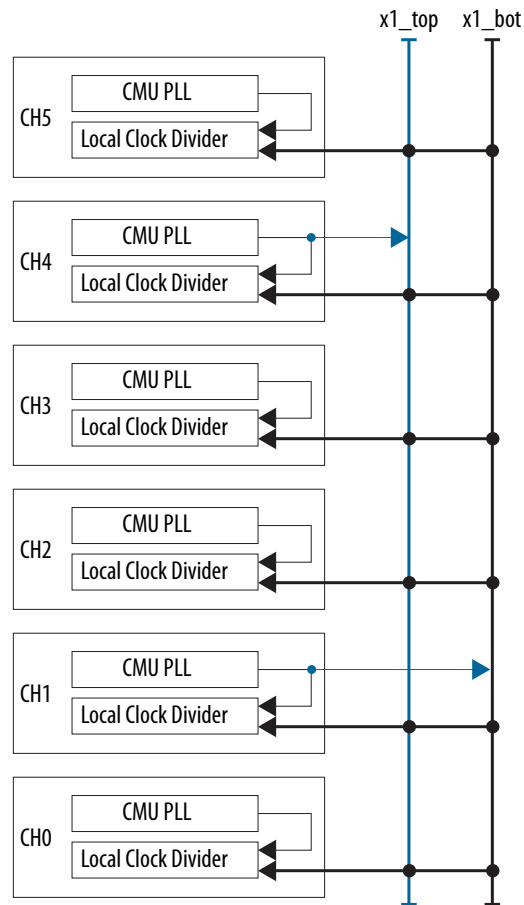 x1_top x1_bot
CMU PLL
CH5
Local Clock Divider
CMU PLL
CH4
Local Clock Divider
CMU PLL
CH3
Local Clock Divider
CMU PLL
CH2
Local Clock Divider
CMU PLL
CH1
Local Clock Divider
CMU PLL
CH0
Local Clock Divider